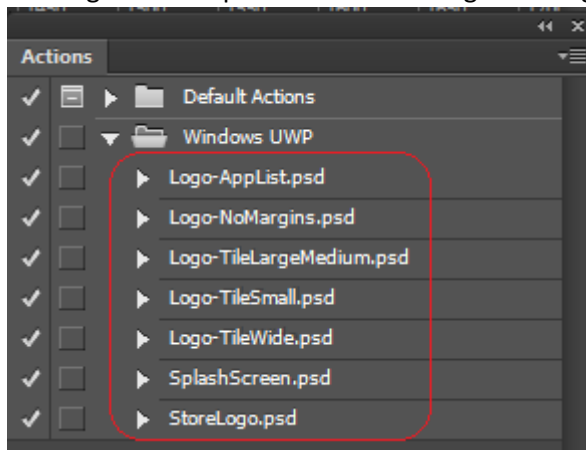 Actions
Default Actions
Windows UWP
Logo-AppList.psd
Logo-NoMargins.psd
Logo-TileLargeMedium.psd
Logo-TileSmall.psd
Logo-TileWide.psd
SplashScreen.psd
StoreLogo.psd